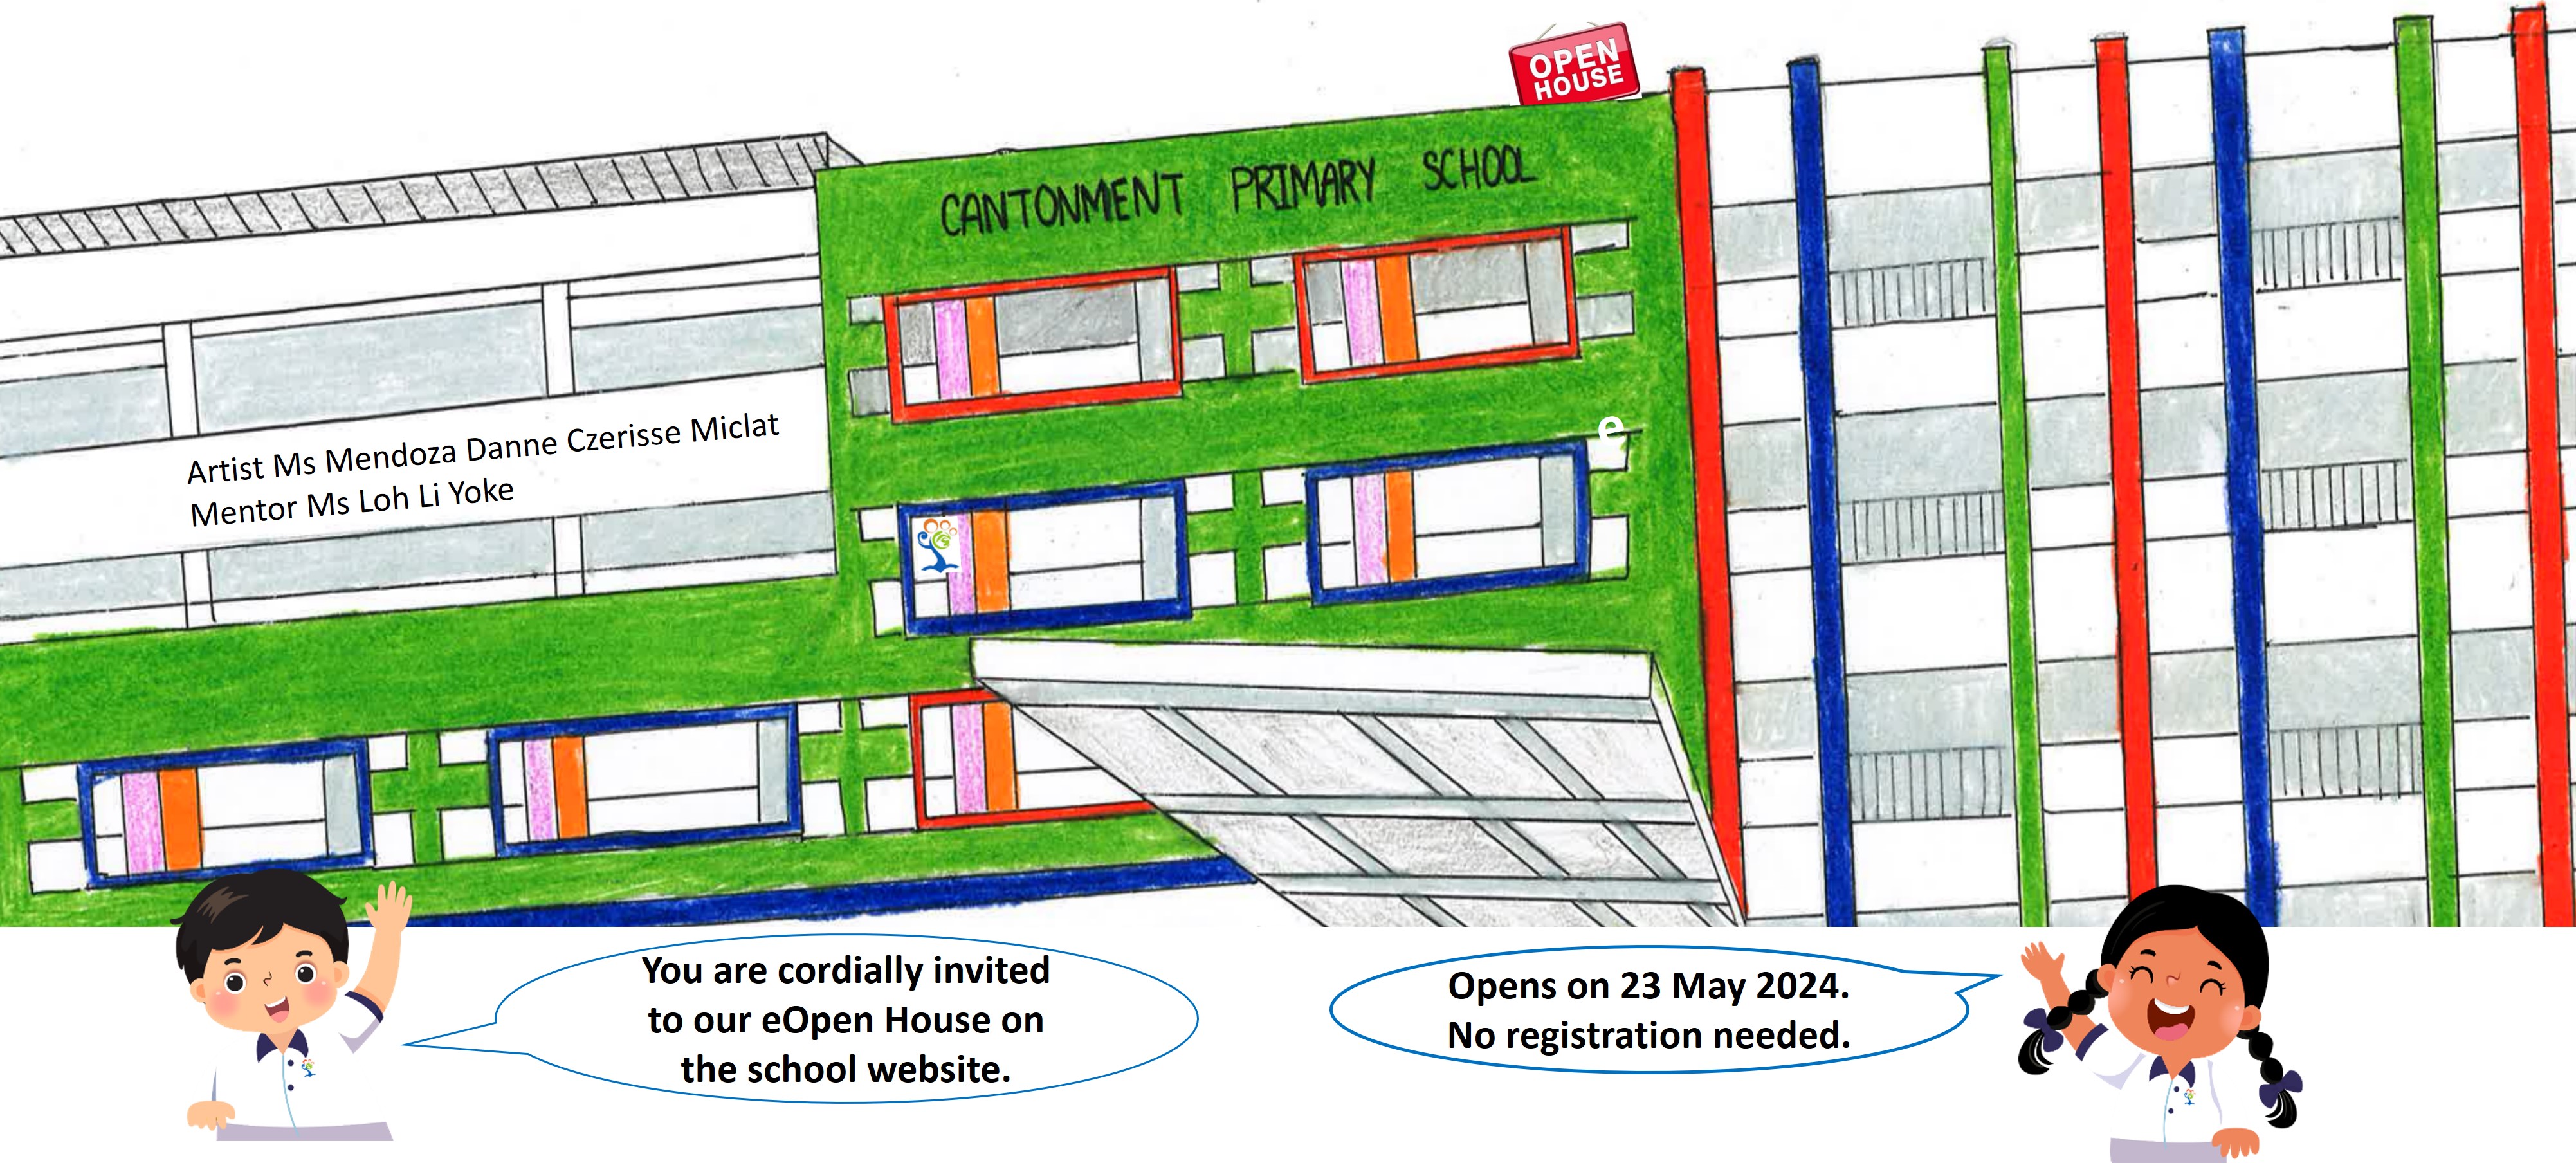 OPEN
HOUSE
CANTONMENT PRIMARY SCHOOL
e
Artist Ms Mendoza Danne Czerisse Miclat
Mentor Ms Loh Li Yoke
You are cordially invited
to our eOpen House on
the school website.
Opens on 23 May 2024.
No registration needed.